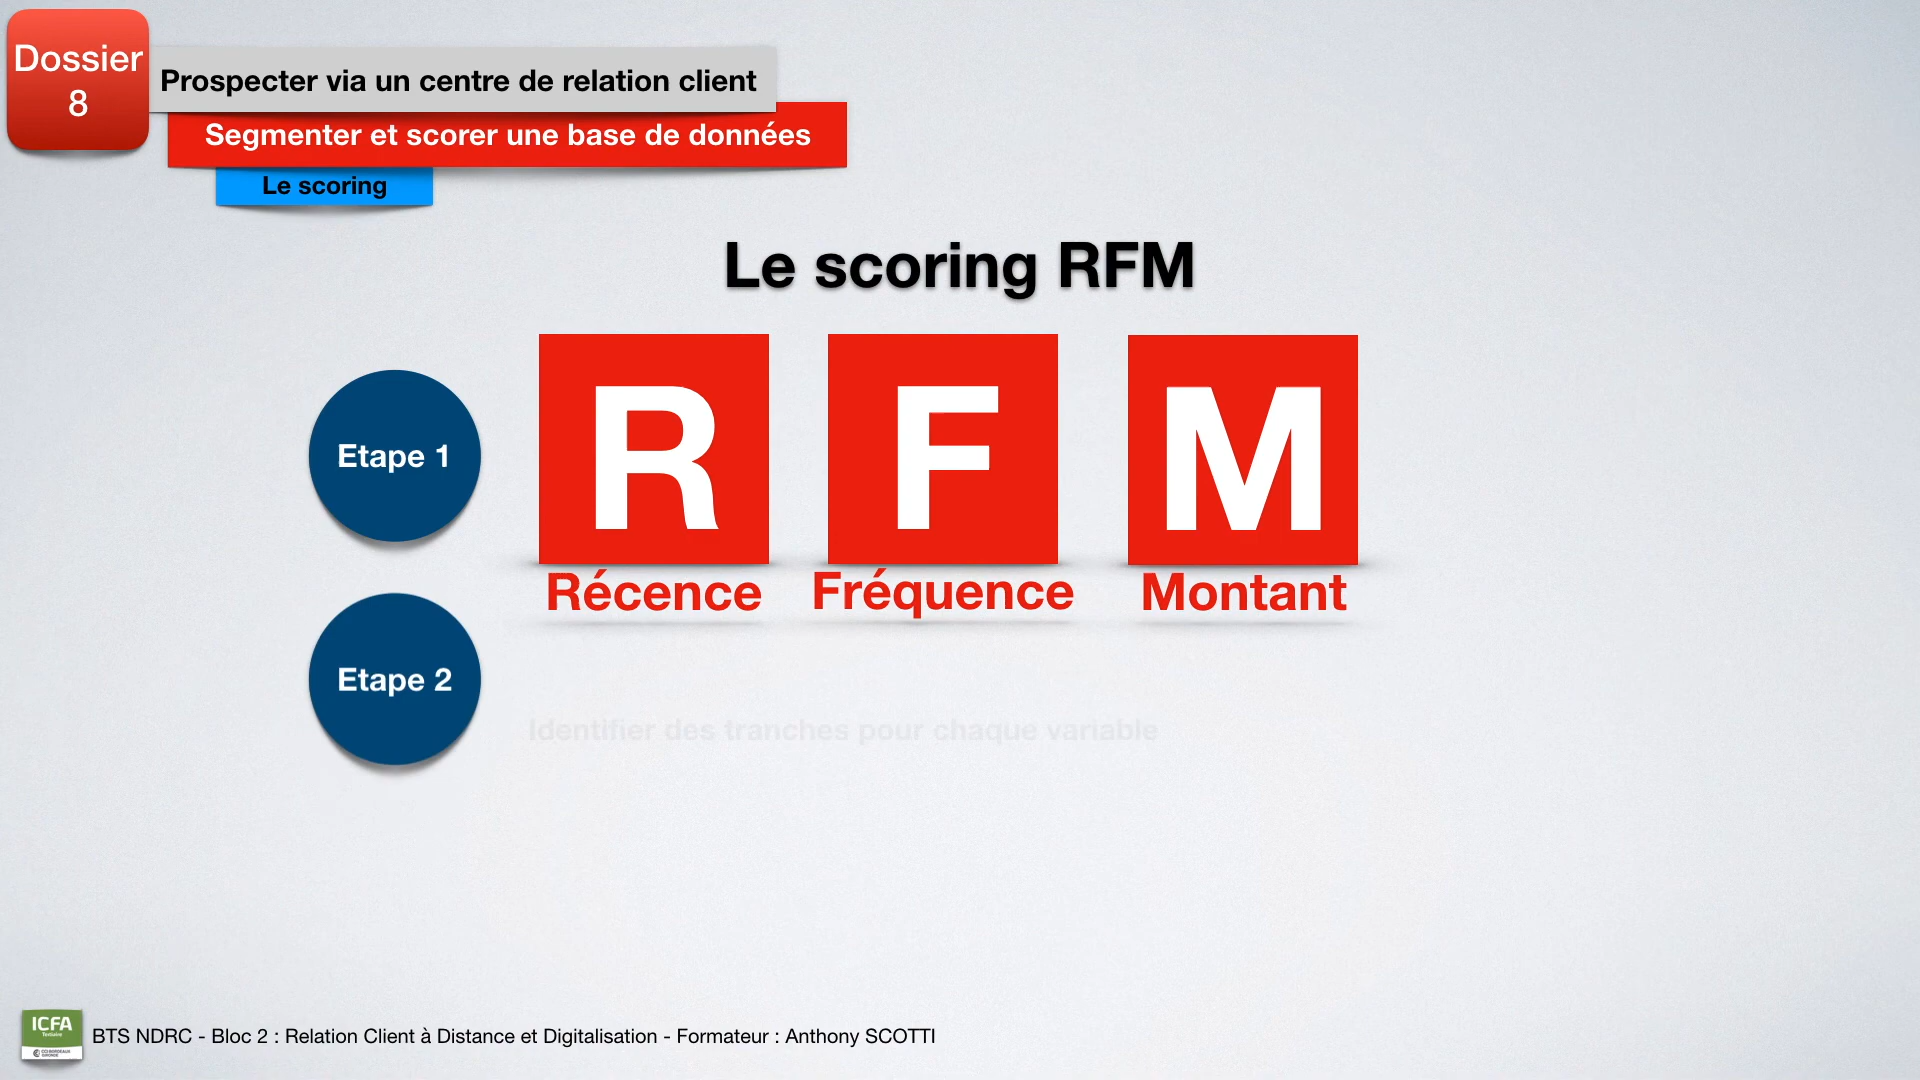 Dossier
8
Prospecter via un centre de relation client
Segmenter et scorer une base de données
Le scoring
Le scoring RFM
Etape 1
R F M
Récence Fréquence Montant
Etape 2
Identifier des tranches pour chaque variable
ICFA
Tertiaire
BTS NDRC - Bloc 2 : Relation Client à Distance et Digitalisation - Formateur : Anthony SCOTTI